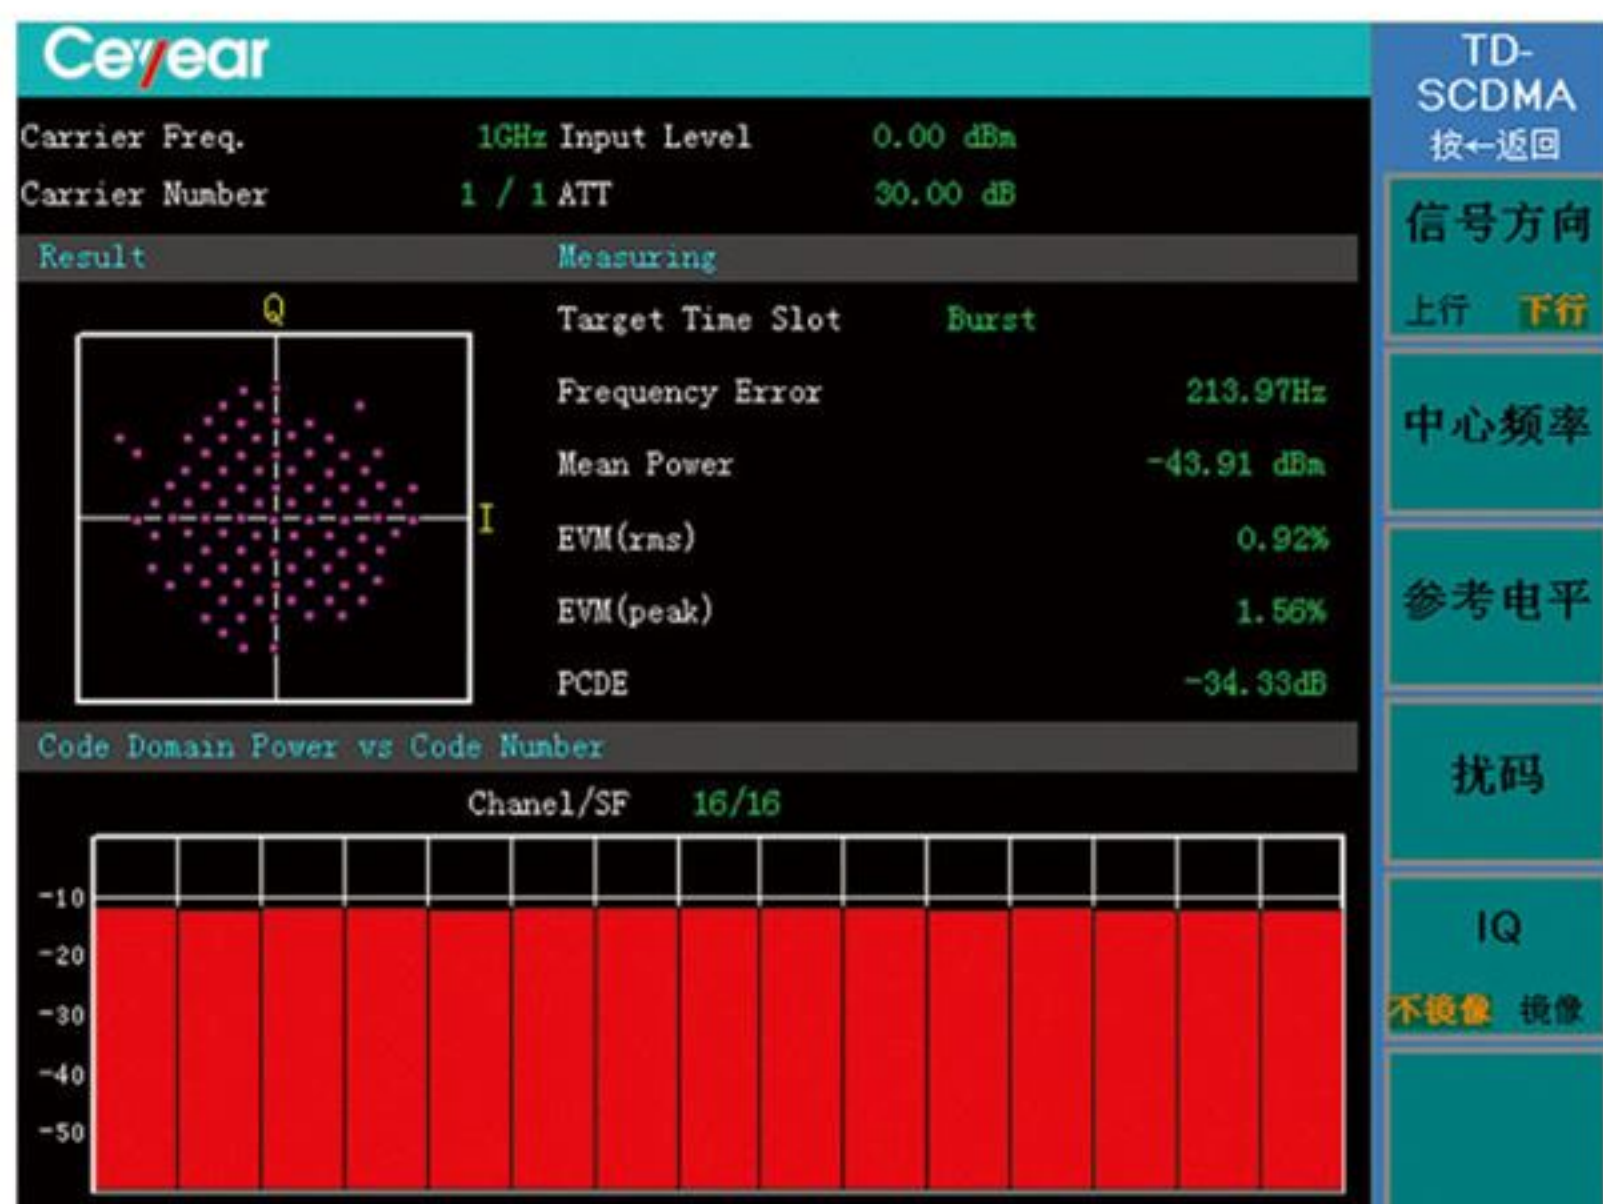 Ceyear
TD-
SCDMA
按←返回
Carrier Freq. 1GHz Input Level 0.00 dBm
Carrier Number 1 / 1 ATT 30.00 dB
Result Measuring
Q
I
Target Time Slot Burst
Frequency Error 213.97Hz
Mean Power -43.91 dBm
EVM(rms) 0.92%
EVM(peak) 1.56%
PCDE -34.33dB
Code Domain Power vs Code Number
Chanel/SF 16/16
-10
-20
-30
-40
-50
信号方向
上行 下行
中心频率
参考电平
扰码
IQ
不镜像 镜像